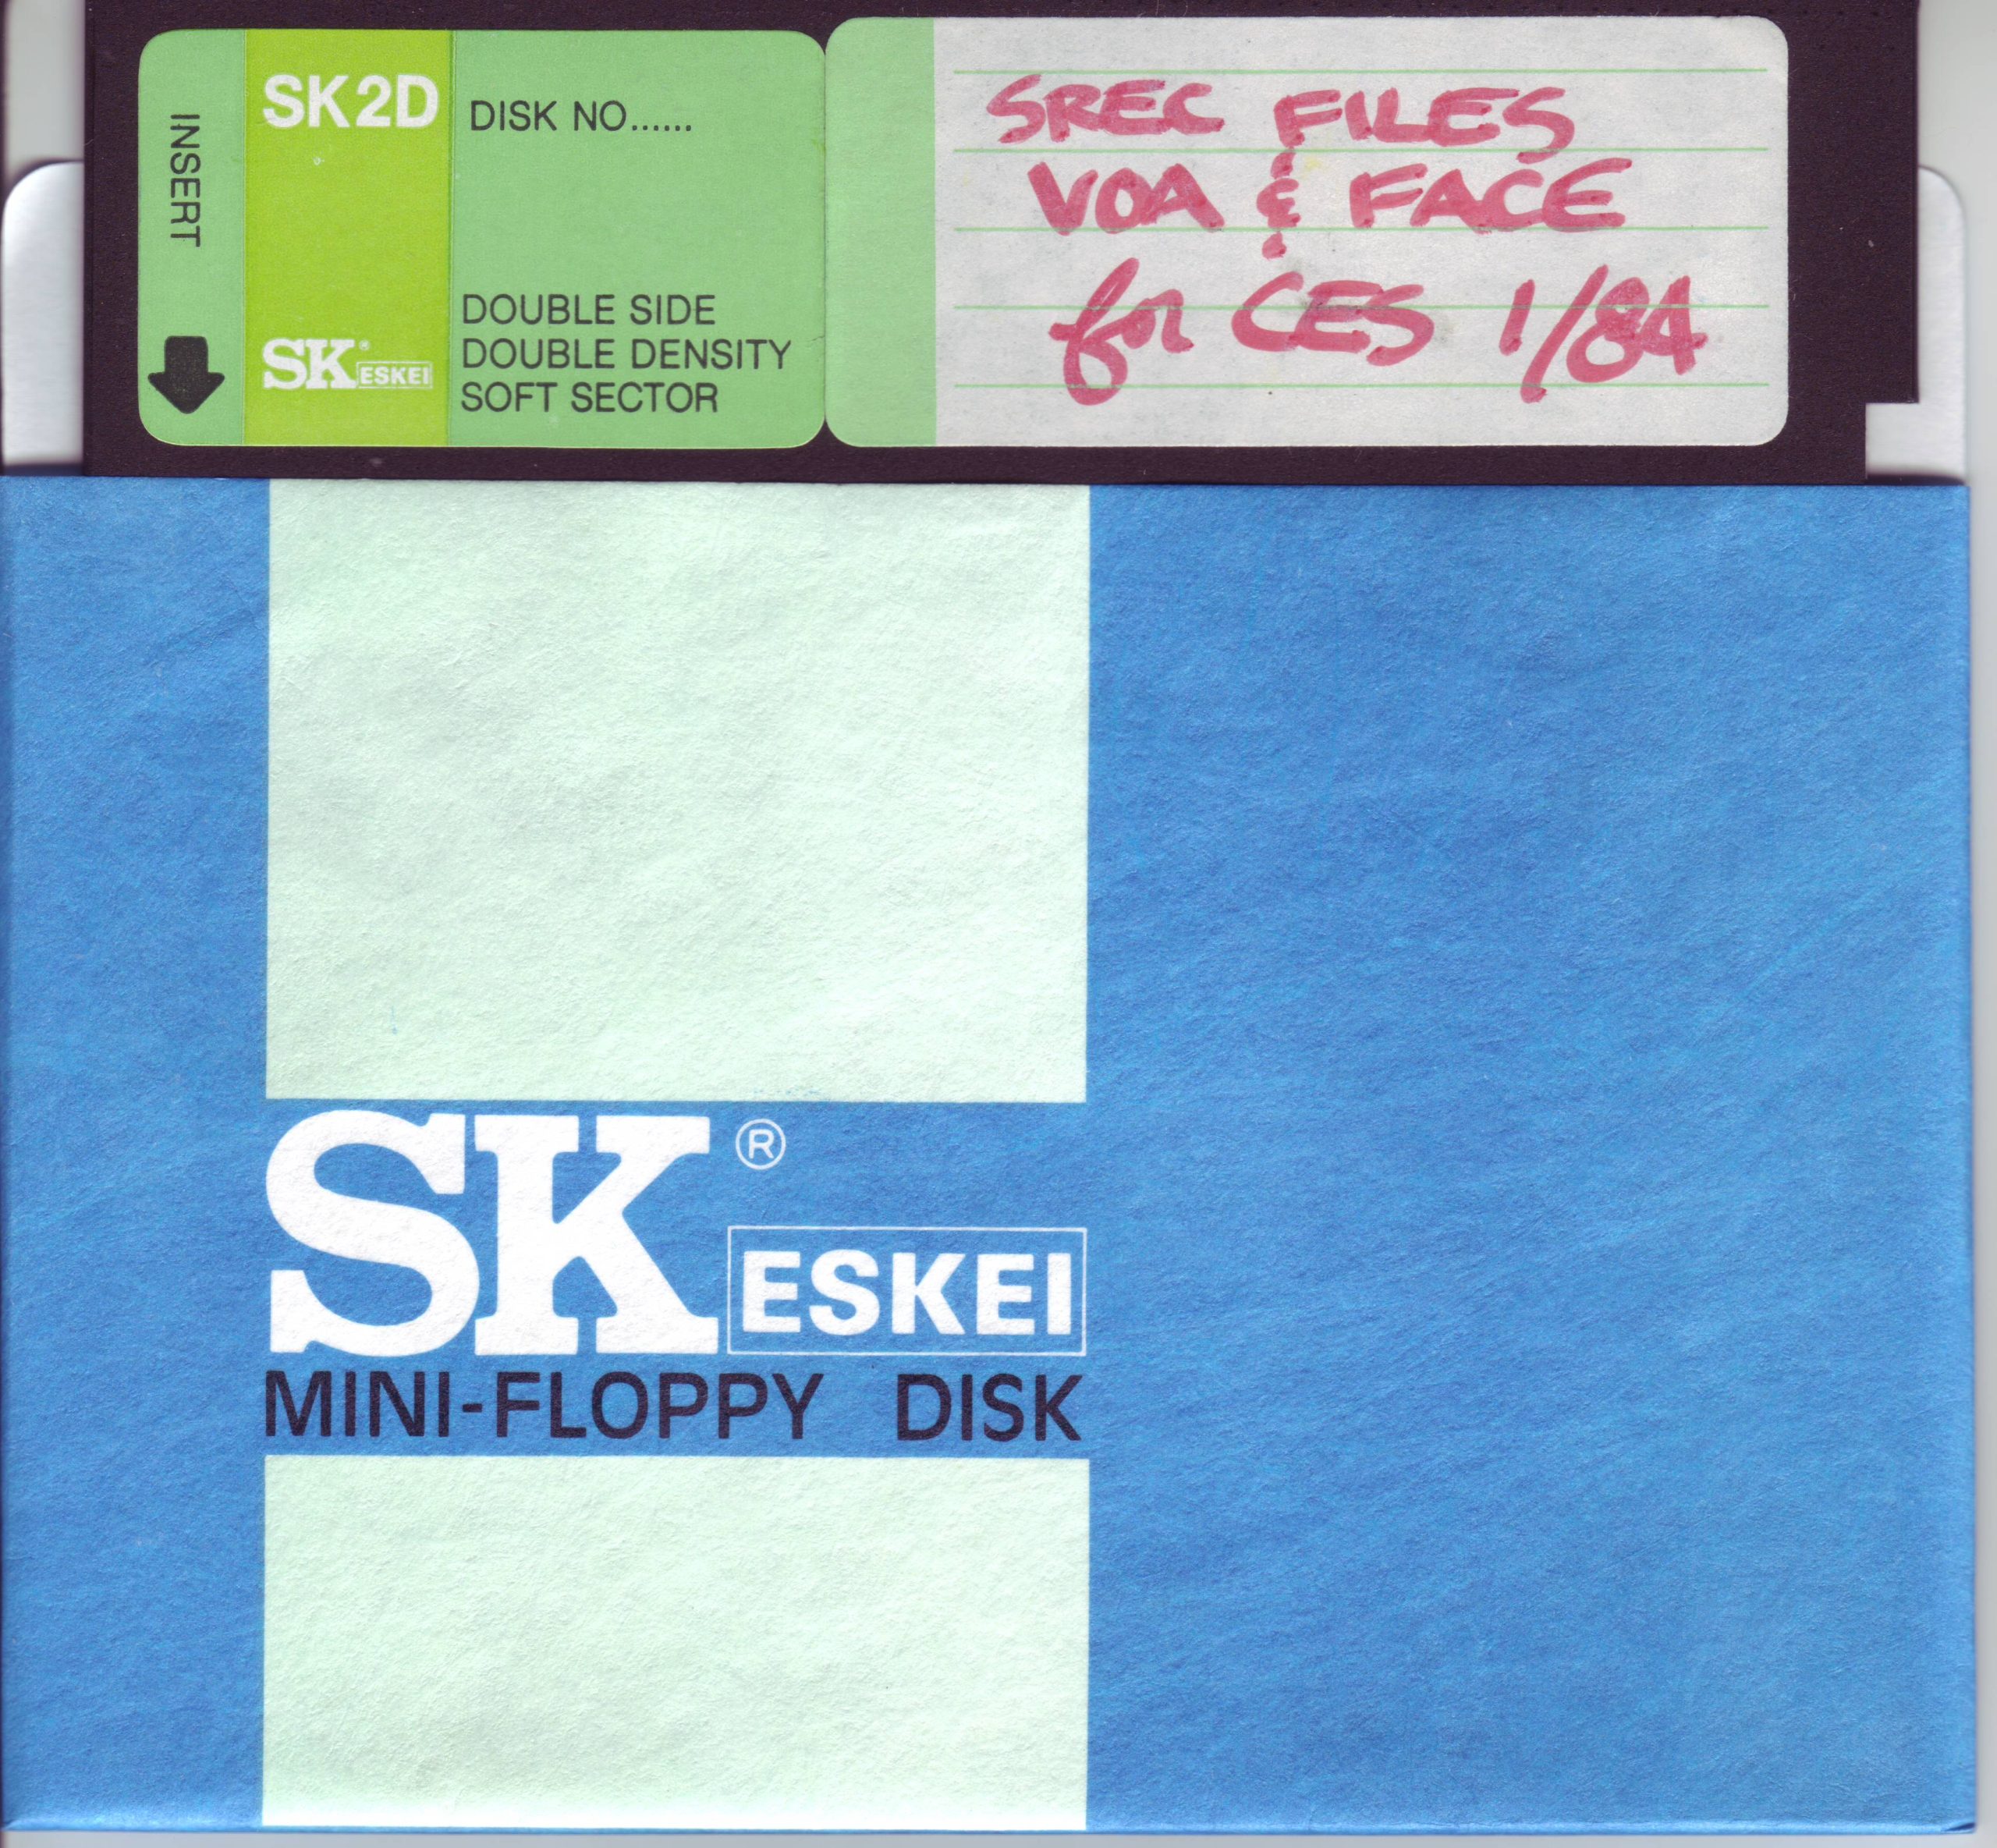 INSERT
SK2D
DISK NO......
SK® ESKEI
DOUBLE SIDE
DOUBLE DENSITY
SOFT SECTOR
SREC FILES
VOA & FACE
for CES 1/84
SK® ESKEI
MINI-FLOPPY DISK